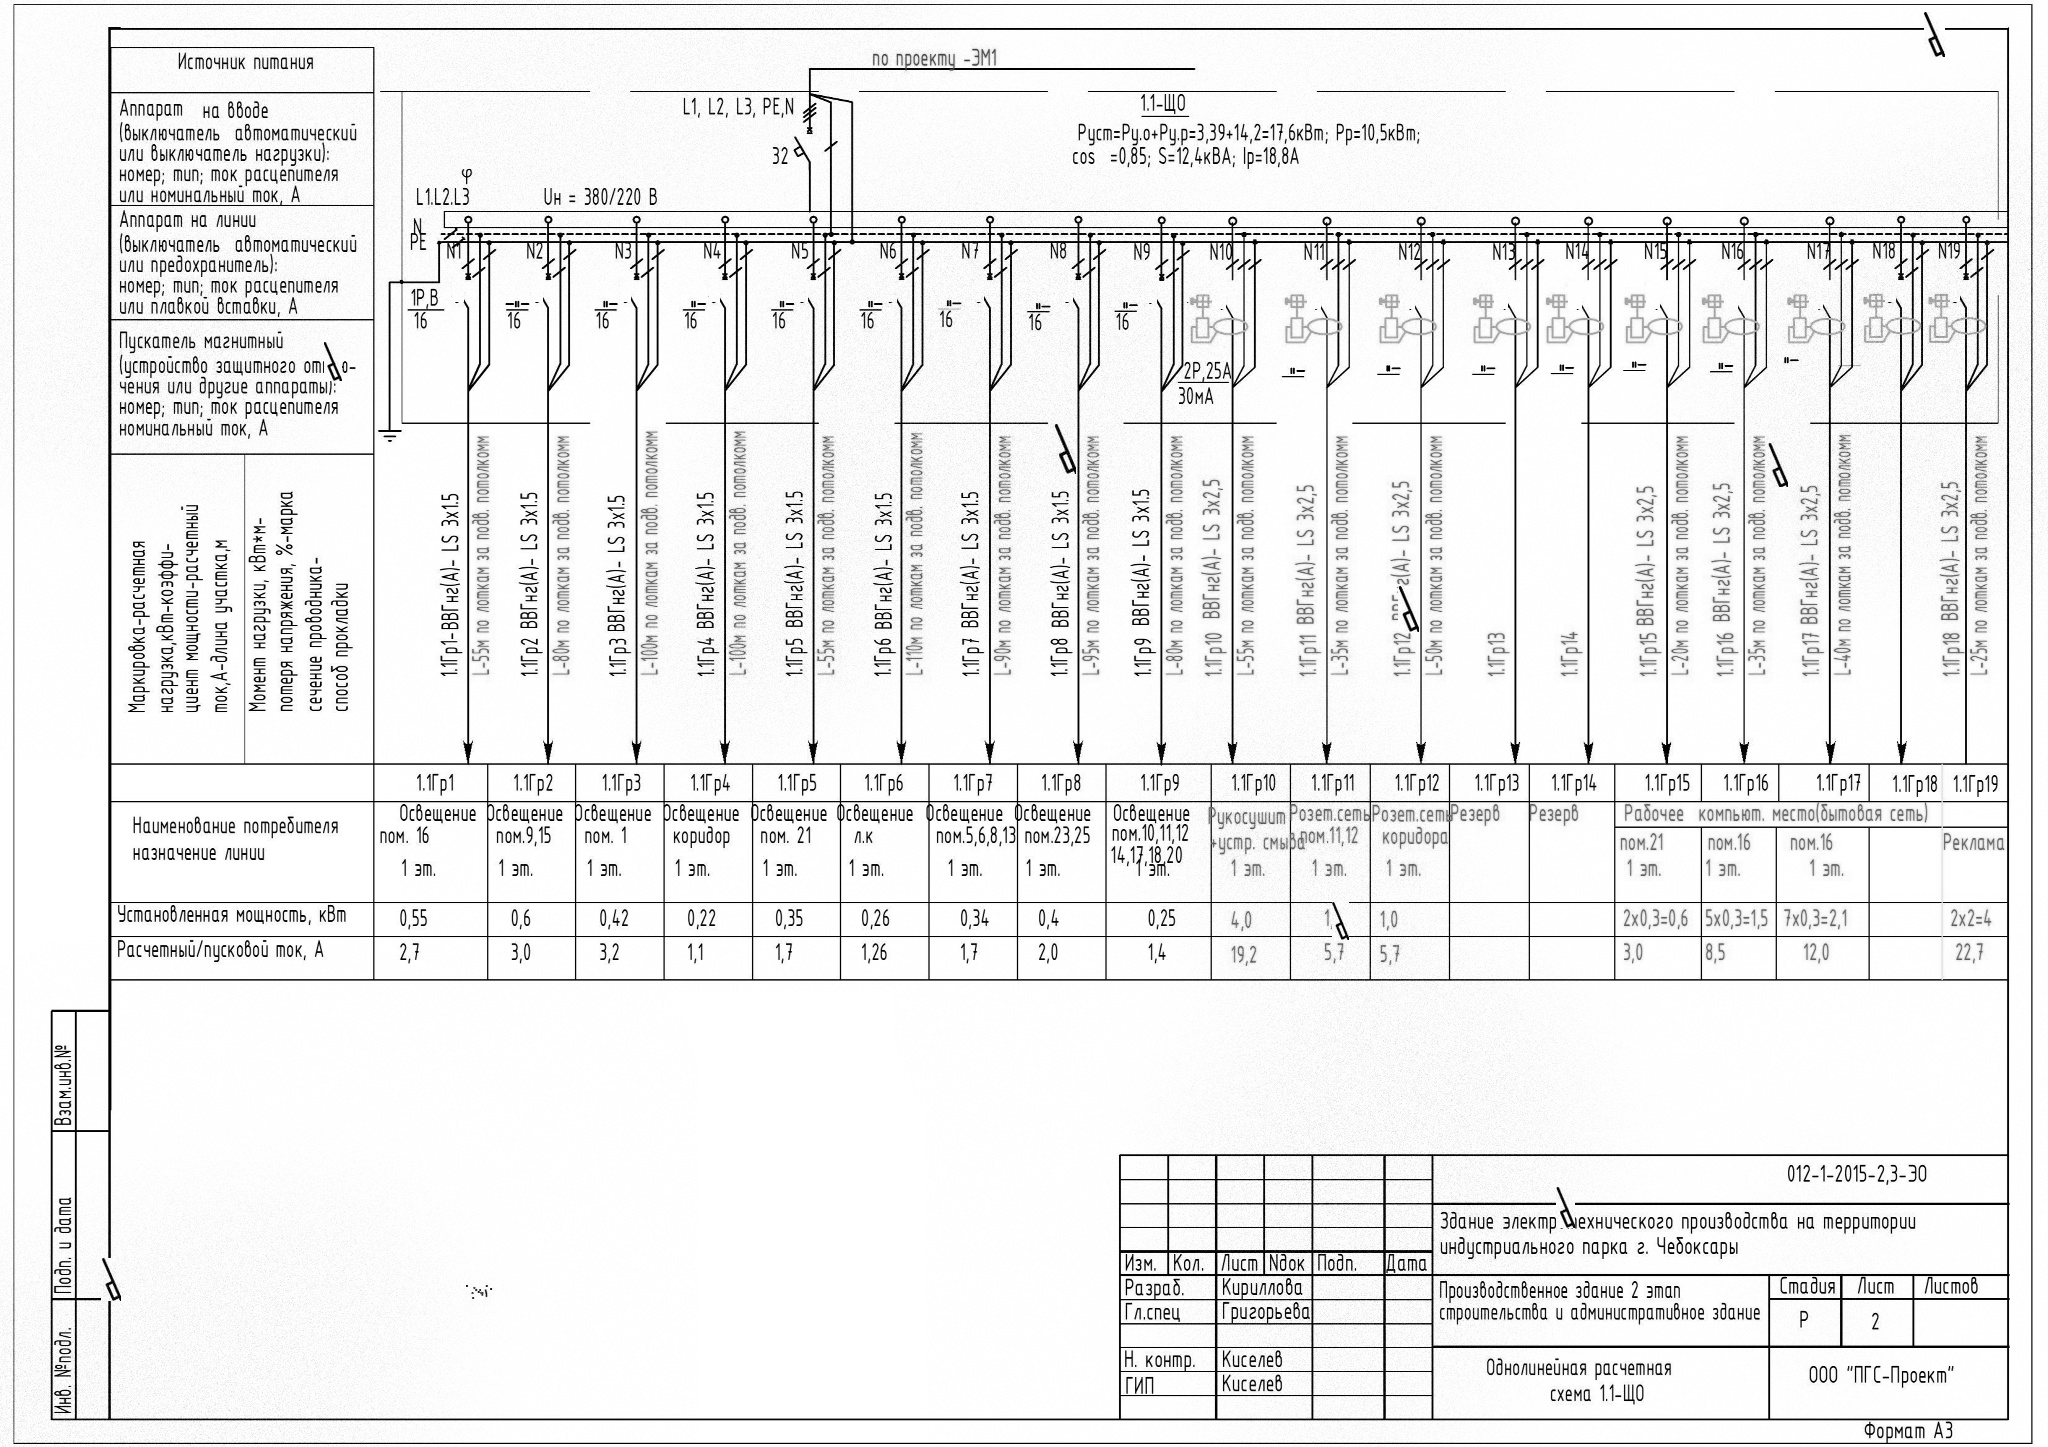 по проекту -ЭМ1
Источник питания
Аппарат на вводе
(выключатель автоматический
или выключатель нагрузки):
номер; тип; ток расцепителя
или номинальный ток, А
Аппарат на линии
(выключатель автоматический
или предохранитель):
номер; тип; ток расцепителя
или плавкой вставки, А
Пускатель магнитный
(устройство защитного
чения или другие аппараты):
номер; тип; ток расцепителя
номинальный ток, А
Маркировка-расчетная
нагрузка,кВт-коэффи-
циент мощности-расчетный
ток,А-длина участка,м
Момент нагрузки, кВт*м-
потеря напряжения, %-марка
сечение проводника-
способ прокладки
L1, L2, L3, PE,N
32
1.1-ЩО
Руст=Ру.о+Ру.р=3,39+14,2=17,6кВт; Рр=10,5кВт;
cos =0,85; S=12,4кВА; Iр=18,8А
φ
L1.L2.L3
Uн = 380/220 В
N
PE
N1 N2 N3 N4 N5 N6 N7 N8 N9 N10 N11 N12 N13 N14 N15 N16 N17 N18 N19
1Р,В
16 16 16 16 16 16 16 16 16
-"- -"- -"- -"- -"- -"- -"- -"-
2Р,25А
30мА
"- "- "- "- "- "- "-
1.1Гр1-ВВГнг(А)- LS 3х1.5
L-55м по лоткам за подв. потолкомм
1.1Гр2 ВВГнг(А)- LS 3х1.5
L-80м по лоткам за подв. потолкомм
1.1Гр3 ВВГнг(А)- LS 3х1.5
L-100м по лоткам за подв. потолкомм
1.1Гр4 ВВГнг(А)- LS 3х1.5
L-100м по лоткам за подв. потолкомм
1.1Гр5 ВВГнг(А)- LS 3х1.5
L-55м по лоткам за подв. потолкомм
1.1Гр6 ВВГнг(А)- LS 3х1.5
L-110м по лоткам за подв. потолкомм
1.1Гр7 ВВГнг(А)- LS 3х1.5
L-90м по лоткам за подв. потолкомм
1.1Гр8 ВВГнг(А)- LS 3х1.5
L-95м по лоткам за подв. потолкомм
1.1Гр9 ВВГнг(А)- LS 3х1.5
L-80м по лоткам за подв. потолкомм
1.1Гр10 ВВГнг(А)- LS 3х2,5
L-55м по лоткам за подв. потолкомм
1.1Гр11 ВВГнг(А)- LS 3х2,5
L-35м по лоткам за подв. потолкомм
1.1Гр12 LS 3х2,5
L-50м по лоткам за подв. потолкомм
1.1Гр13
1.1Гр14
1.1Гр15 ВВГнг(А)- LS 3х2,5
L-20м по лоткам за подв. потолкомм
1.1Гр16 ВВГнг(А)- LS 3х2,5
L-35м по лоткам за подв. потолкомм
1.1Гр17 ВВГнг(А)- LS 3х2,5
L-40м по лоткам за подв. потолкомм
1.1Гр18 ВВГнг(А)- LS 3х2,5
L-25м по лоткам за подв. потолкомм
1.1Гр1 1.1Гр2 1.1Гр3 1.1Гр4 1.1Гр5 1.1Гр6 1.1Гр7 1.1Гр8 1.1Гр9 1.1Гр10 1.1Гр11 1.1Гр12 1.1Гр13 1.1Гр14 1.1Гр15 1.1Гр16 1.1Гр17 1.1Гр18 1.1Гр19
Наименование потребителя
назначение линии
Освещение
пом. 16
1 эт.
Освещение
пом.9,15
1 эт.
Освещение
пом. 1
1 эт.
Освещение
коридор
1 эт.
Освещение
пом. 21
1 эт.
Освещение
л.к
1 эт.
Освещение
пом.5,6,8,13
1 эт.
Освещение
пом.23,25
1 эт.
Освещение
пом.10,11,12
14,17,18,20
1 эт.
Рукосушит
+устр. смыва
1 эт.
Розет.сеть
пом.11,12
1 эт.
Розет.сеть
коридора
1 эт.
Резерв
Резерв
Рабочее компьют. место(бытовая сеть)
пом.21
1 эт.
пом.16
1 эт.
пом.16
1 эт.
Реклама
Установленная мощность, кВт 0,55 0,6 0,42 0,22 0,35 0,26 0,34 0,4 0,25 4,0 1, 1,0 2х0,3=0,6 5х0,3=1,5 7х0,3=2,1 2х2=4
Расчетный/пусковой ток, А 2,7 3,0 3,2 1,1 1,7 1,26 1,7 2,0 1,4 19,2 5,7 5,7 3,0 8,5 12,0 22,7
Взам.инв.№
Подп. и дата
Инв. №подл.
012-1-2015-2,3-ЭО
Здание производства на территории
индустриального парка г. Чебоксары
Изм. Кол. Лист Nдок Подп. Дата
Разраб. Кириллова
Гл.спец Григорьева
Н. контр. Киселев
ГИП Киселев
Производственное здание 2 этап
строительства и административное здание
Стадия Лист Листов
Р 2
Однолинейная расчетная
схема 1.1-ЩО
ООО "ПГС-Проект"
Формат А3